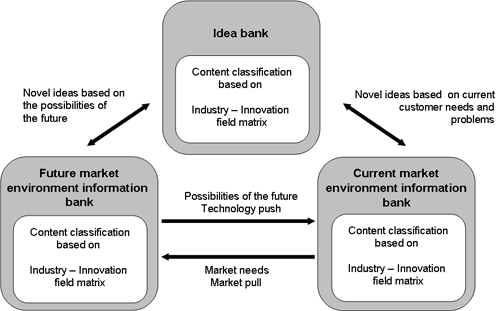 Idea bank
Content classification
based on
Industry – Innovation
field matrix
Novel ideas based on
the possibilities of
the future
Novel ideas based on current
customer needs and
problems
Future market
environment information
bank
Content classification
based on
Industry – Innovation
field matrix
Possibilities of the future
Technology push
Market needs
Market pull
Current market
environment information
bank
Content classification
based on
Industry – Innovation
field matrix